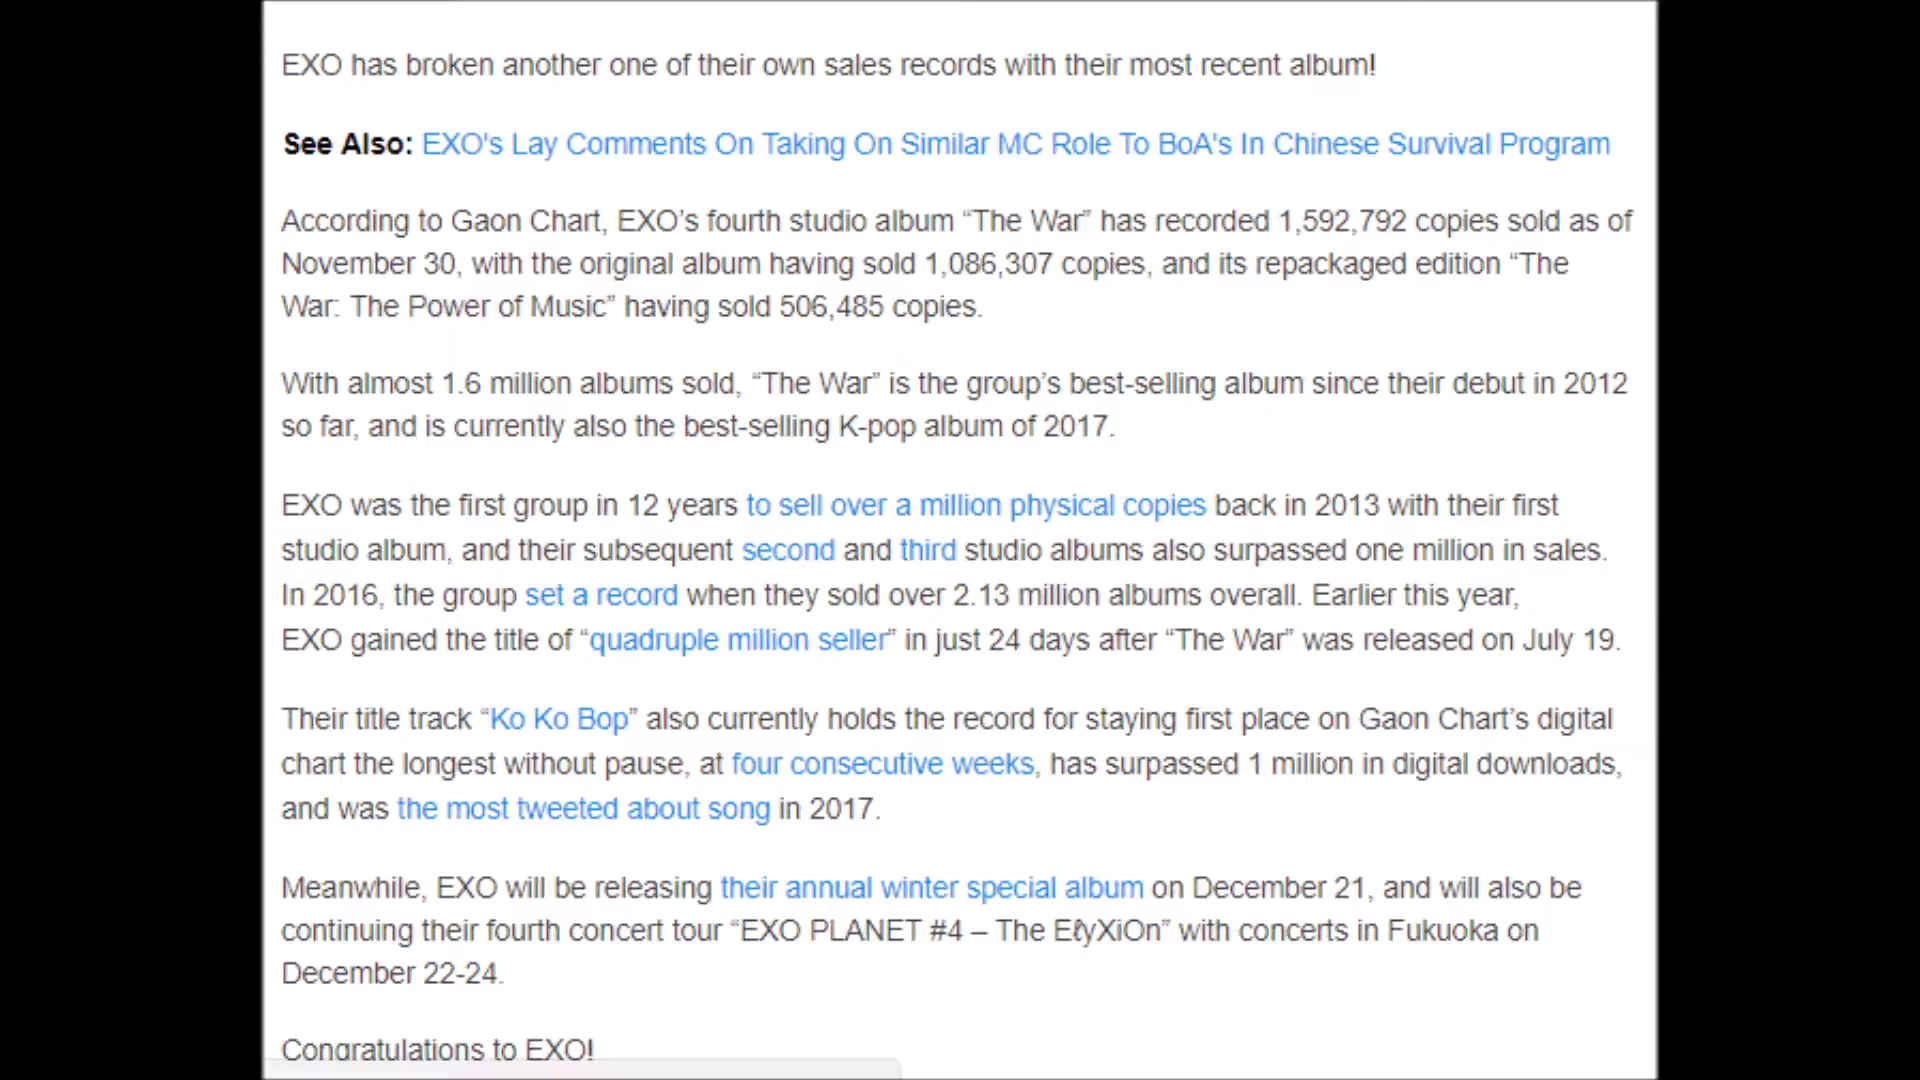 EXO has broken another one of their own sales records with their most recent album!
See Also: EXO's Lay Comments On Taking On Similar MC Role To BoA's In Chinese Survival Program
According to Gaon Chart, EXO’s fourth studio album “The War” has recorded 1,592,792 copies sold as of
November 30, with the original album having sold 1,086,307 copies, and its repackaged edition “The
War: The Power of Music” having sold 506,485 copies.
With almost 1.6 million albums sold, “The War” is the group’s best-selling album since their debut in 2012
so far, and is currently also the best-selling K-pop album of 2017.
EXO was the first group in 12 years to sell over a million physical copies back in 2013 with their first
studio album, and their subsequent second and third studio albums also surpassed one million in sales.
In 2016, the group set a record when they sold over 2.13 million albums overall. Earlier this year,
EXO gained the title of “quadruple million seller” in just 24 days after “The War” was released on July 19.
Their title track “Ko Ko Bop” also currently holds the record for staying first place on Gaon Chart’s digital
chart the longest without pause, at four consecutive weeks, has surpassed 1 million in digital downloads,
and was the most tweeted about song in 2017.
Meanwhile, EXO will be releasing their annual winter special album on December 21, and will also be
continuing their fourth concert tour “EXO PLANET #4 – The EℓyXiOn” with concerts in Fukuoka on
December 22-24.
Congratulations to EXO!